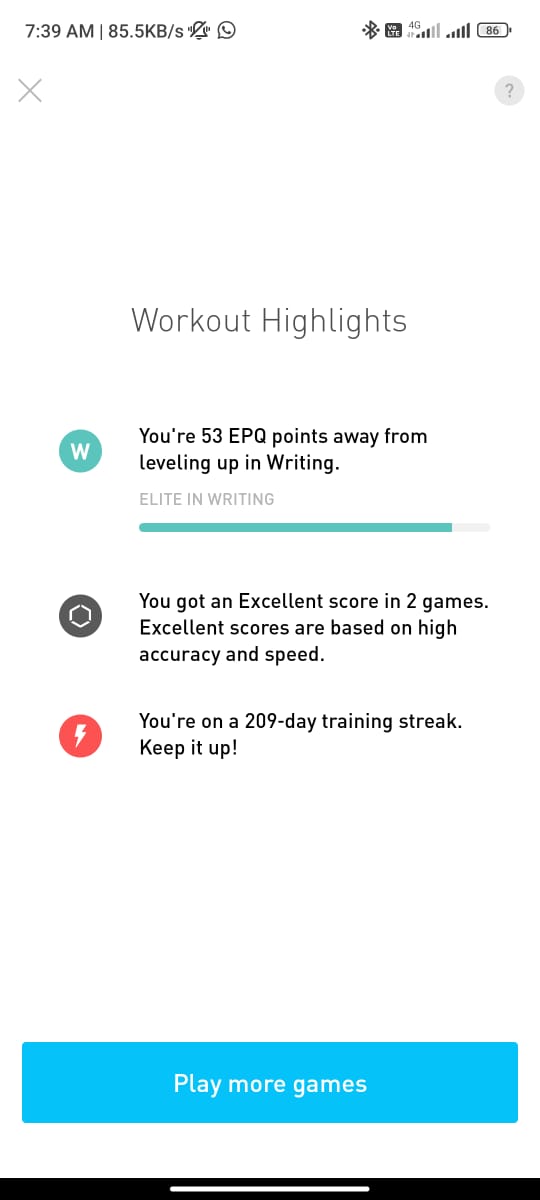 7:39 AM | 85.5KB/s
Vo LTE 4G 86
?
Workout Highlights
W
You're 53 EPQ points away from
leveling up in Writing.
ELITE IN WRITING
You got an Excellent score in 2 games.
Excellent scores are based on high
accuracy and speed.
You're on a 209-day training streak.
Keep it up!
Play more games